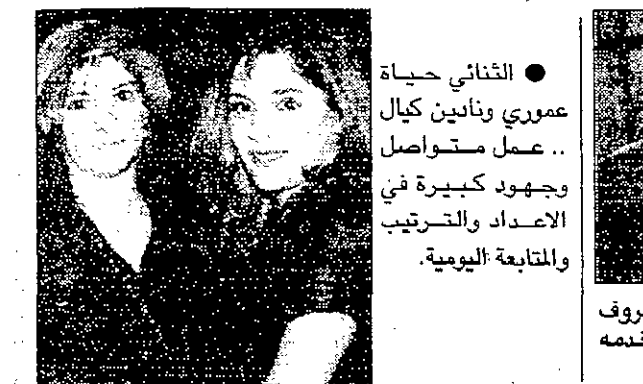 ● الثنائي حياة
عموري ونادين كيال
.. عمل متواصل
وجهود كبيرة في
الاعداد والترتيب
والمتابعة اليومية.